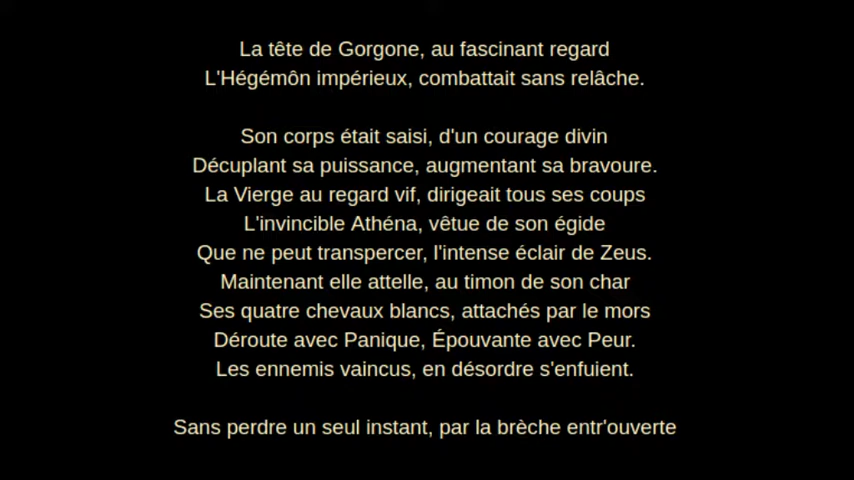 La tête de Gorgone, au fascinant regard
L'Hégémôn impérieux, combattait sans relâche.
Son corps était saisi, d'un courage divin
Décuplant sa puissance, augmentant sa bravoure.
La Vierge au regard vif, dirigeait tous ses coups
L'invincible Athéna, vêtue de son égide
Que ne peut transpercer, l'intense éclair de Zeus.
Maintenant elle attelle, au timon de son char
Ses quatre chevaux blancs, attachés par le mors
Déroute avec Panique, Épouvante avec Peur.
Les ennemis vaincus, en désordre s'enfuient.
Sans perdre un seul instant, par la brèche entr'ouverte